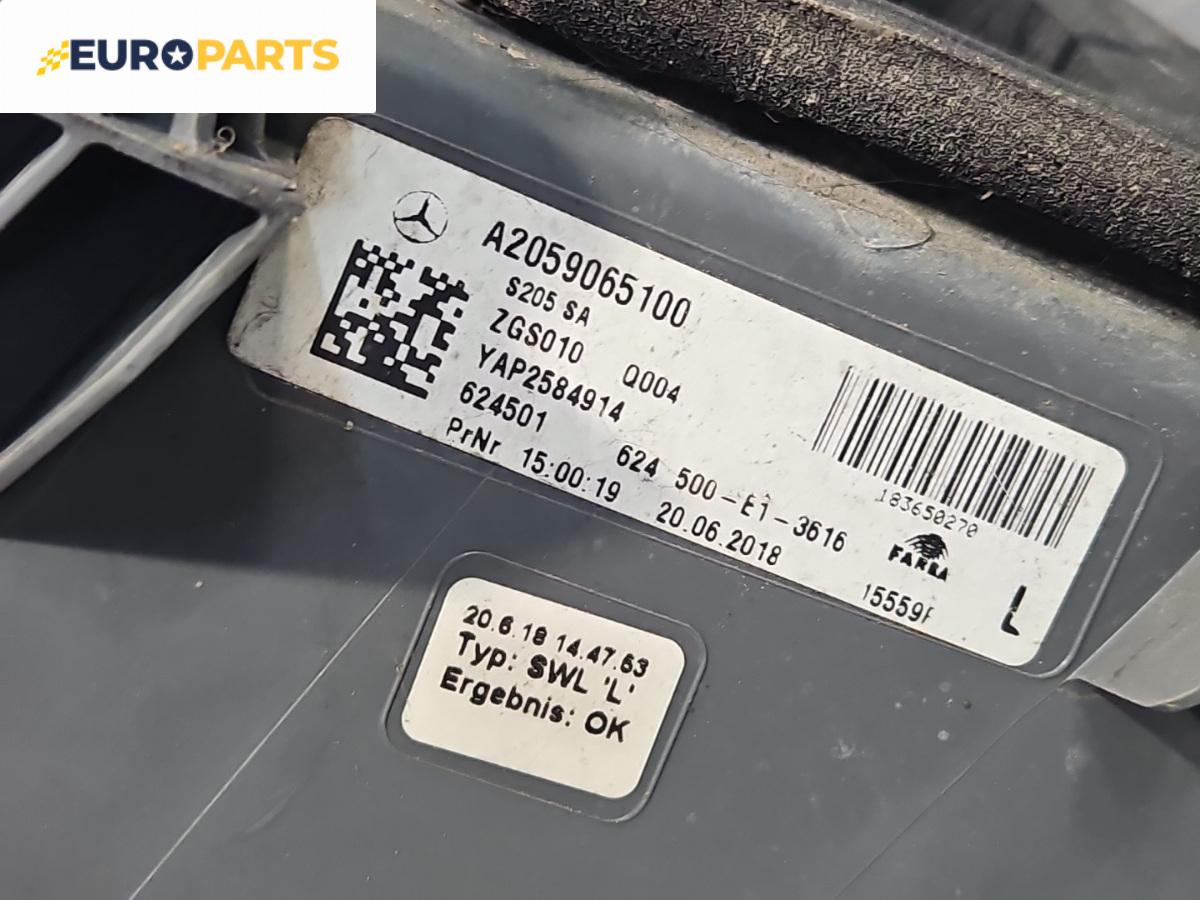 EUROPARTS
A2059065100
S205 SA
ZGS010 Q004
YAP2584914
624501 624 500-E1-3616
PrNr 15:00:19 20.06.2018
183650270
FARBA
L
20.6.18 14.47.53
Typ: SWL 'L'
Ergebnis: OK